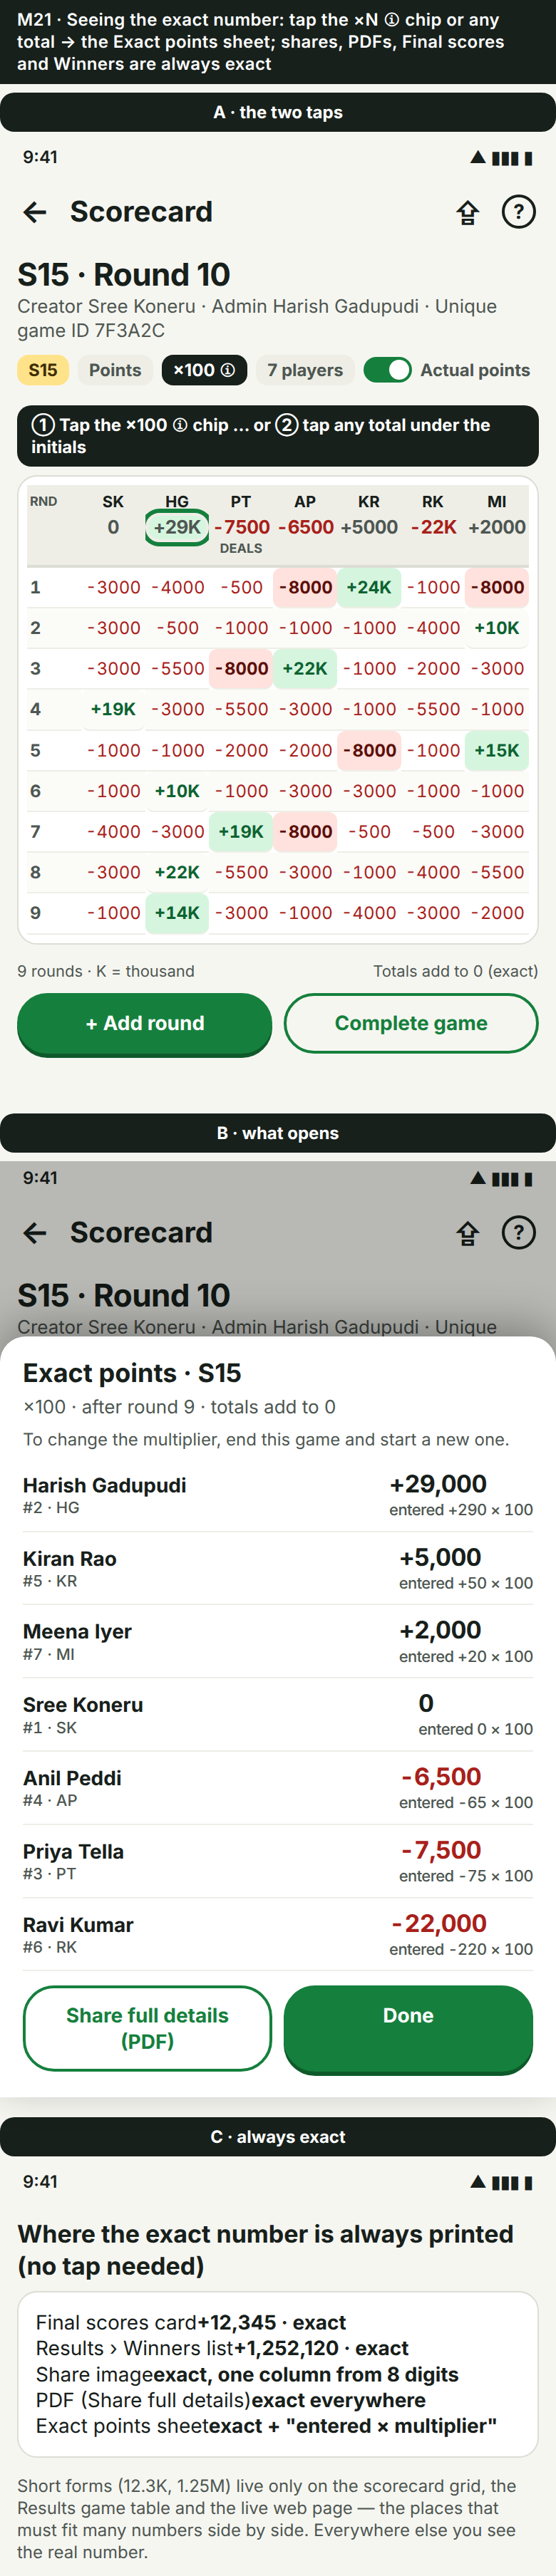 M21 · Seeing the exact number: tap the ×N ⓘ chip or any
total → the Exact points sheet; shares, PDFs, Final scores
and Winners are always exact
A · the two taps
9:41
← Scorecard ?
S15 · Round 10
Creator Sree Koneru · Admin Harish Gadupudi · Unique
game ID 7F3A2C
S15 Points ×100 ⓘ 7 players Actual points
① Tap the ×100 ⓘ chip ... or ② tap any total under the
initials
RND SK HG PT AP KR RK MI
0 +29K -7500 -6500 +5000 -22K +2000
DEALS
1 -3000 -4000 -500 -8000 +24K -1000 -8000
2 -3000 -500 -1000 -1000 -1000 -4000 +10K
3 -3000 -5500 -8000 +22K -1000 -2000 -3000
4 +19K -3000 -5500 -3000 -1000 -5500 -1000
5 -1000 -1000 -2000 -2000 -8000 -1000 +15K
6 -1000 +10K -1000 -3000 -3000 -1000 -1000
7 -4000 -3000 +19K -8000 -500 -500 -3000
8 -3000 +22K -5500 -3000 -1000 -4000 -5500
9 -1000 +14K -3000 -1000 -4000 -3000 -2000
9 rounds · K = thousand Totals add to 0 (exact)
+ Add round Complete game
B · what opens
9:41
← Scorecard ?
S15 · Round 10
Creator Sree Koneru · Admin Harish Gadupudi · Unique
Exact points · S15
×100 · after round 9 · totals add to 0
To change the multiplier, end this game and start a new one.
Harish Gadupudi +29,000
#2 · HG entered +290 × 100
Kiran Rao +5,000
#5 · KR entered +50 × 100
Meena Iyer +2,000
#7 · MI entered +20 × 100
Sree Koneru 0
#1 · SK entered 0 × 100
Anil Peddi -6,500
#4 · AP entered -65 × 100
Priya Tella -7,500
#3 · PT entered -75 × 100
Ravi Kumar -22,000
#6 · RK entered -220 × 100
Share full details
(PDF)
Done
C · always exact
9:41
Where the exact number is always printed
(no tap needed)
Final scores card+12,345 · exact
Results › Winners list+1,252,120 · exact
Share imageexact, one column from 8 digits
PDF (Share full details)exact everywhere
Exact points sheetexact + "entered × multiplier"
Short forms (12.3K, 1.25M) live only on the scorecard grid, the
Results game table and the live web page — the places that
must fit many numbers side by side. Everywhere else you see
the real number.